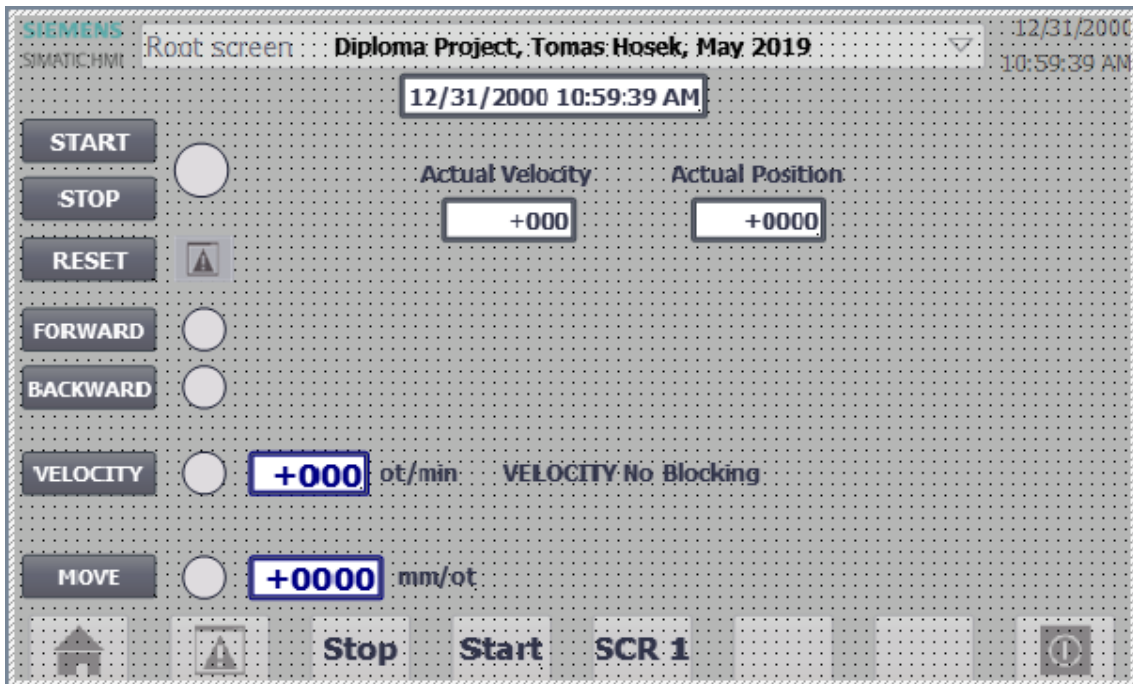 SIEMENS
SIMATIC HMI
Root screen
Diploma Project, Tomas Hosek, May 2019
12/31/2000
10:59:39 AM
12/31/2000 10:59:39 AM
START
STOP
Actual Velocity
Actual Position
+000
+0000
RESET
FORWARD
BACKWARD
VELOCITY
+000
ot/min
VELOCITY No Blocking
MOVE
+0000
mm/ot
Stop
Start
SCR 1